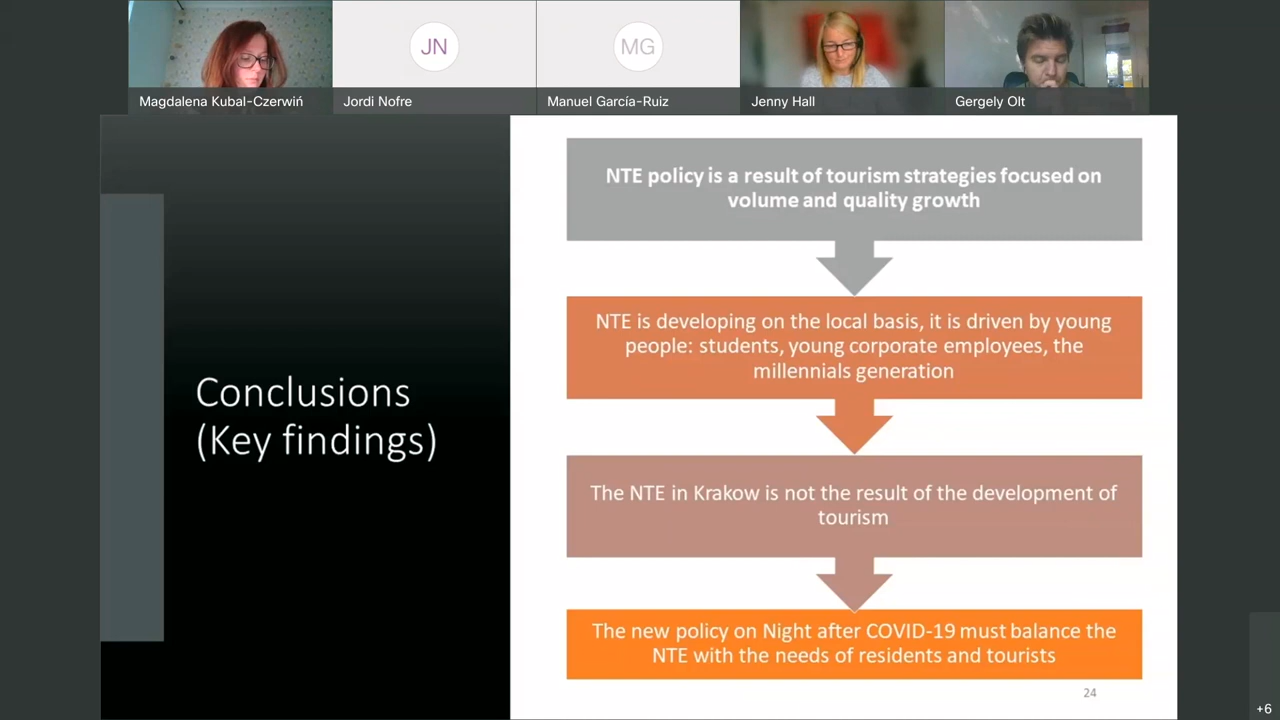 JN
MG
Magdalena Kubal-Czerwiń
Jordi Nofre
Manuel García-Ruiz
Jenny Hall
Gergely Olt
Conclusions
(Key findings)
NTE policy is a result of tourism strategies focused on
volume and quality growth
NTE is developing on the local basis, it is driven by young
people: students, young corporate employees, the
millennials generation
The NTE in Krakow is not the result of the development of
tourism
The new policy on Night after COVID-19 must balance the
NTE with the needs of residents and tourists
24
+6